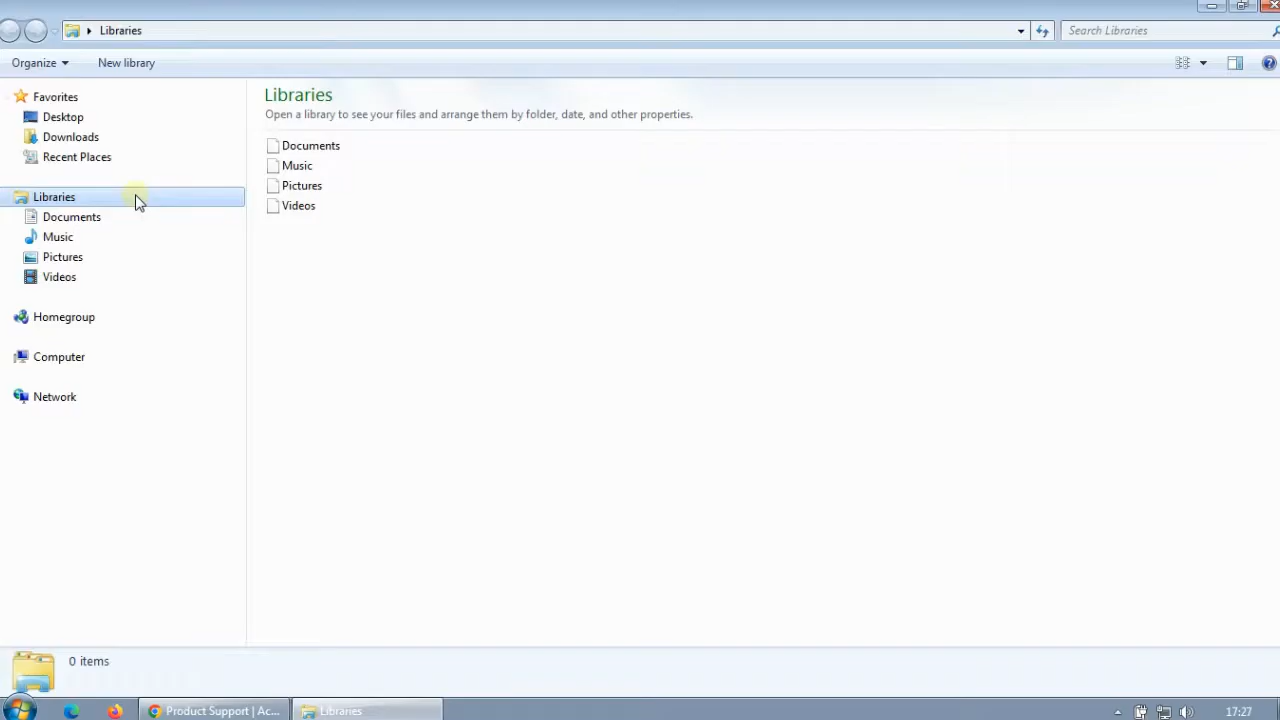 Libraries
Search Libraries
Organize
New library
Favorites
Desktop
Downloads
Recent Places
Libraries
Documents
Music
Pictures
Videos
Homegroup
Computer
Network
Libraries
Open a library to see your files and arrange them by folder, date, and other properties.
Documents
Music
Pictures
Videos
0 items
Product Support | Ac...
Libraries
17:27